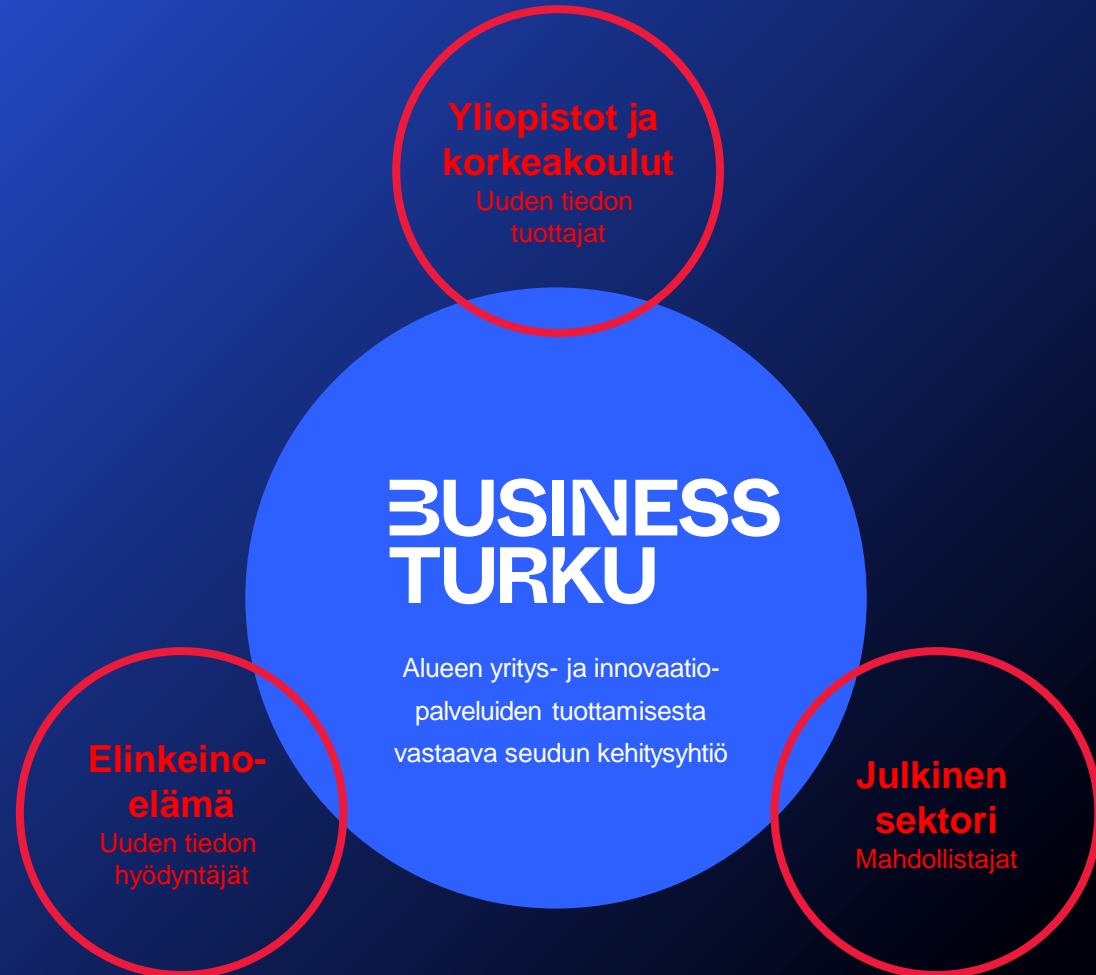 Yliopistot ja
korkeakoulut
Uuden tiedon
tuottajat
BUSINESS
TURKU
Alueen yritys- ja innovaatio-
palveluiden tuottamisesta
vastaava seudun kehitysyhtiö
Elinkeino-
elämä
Uuden tiedon
hyödyntäjät
Julkinen
sektori
Mahdollistajat